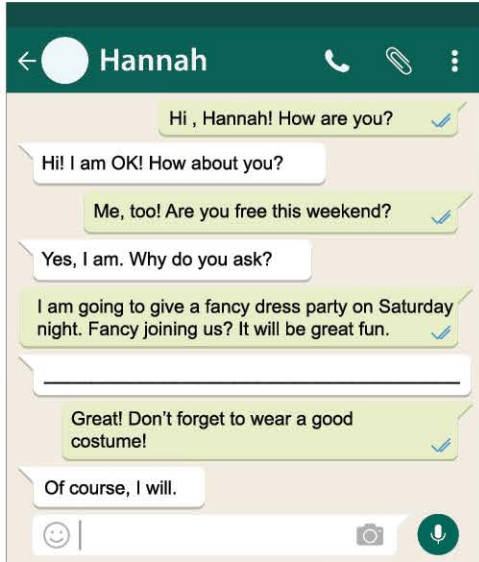 Hannah
Hi , Hannah! How are you?
Hi! I am OK! How about you?
Me, too! Are you free this weekend?
Yes, I am. Why do you ask?
I am going to give a fancy dress party on Saturday
night. Fancy joining us? It will be great fun.
Great! Don’t forget to wear a good
costume!
Of course, I will.